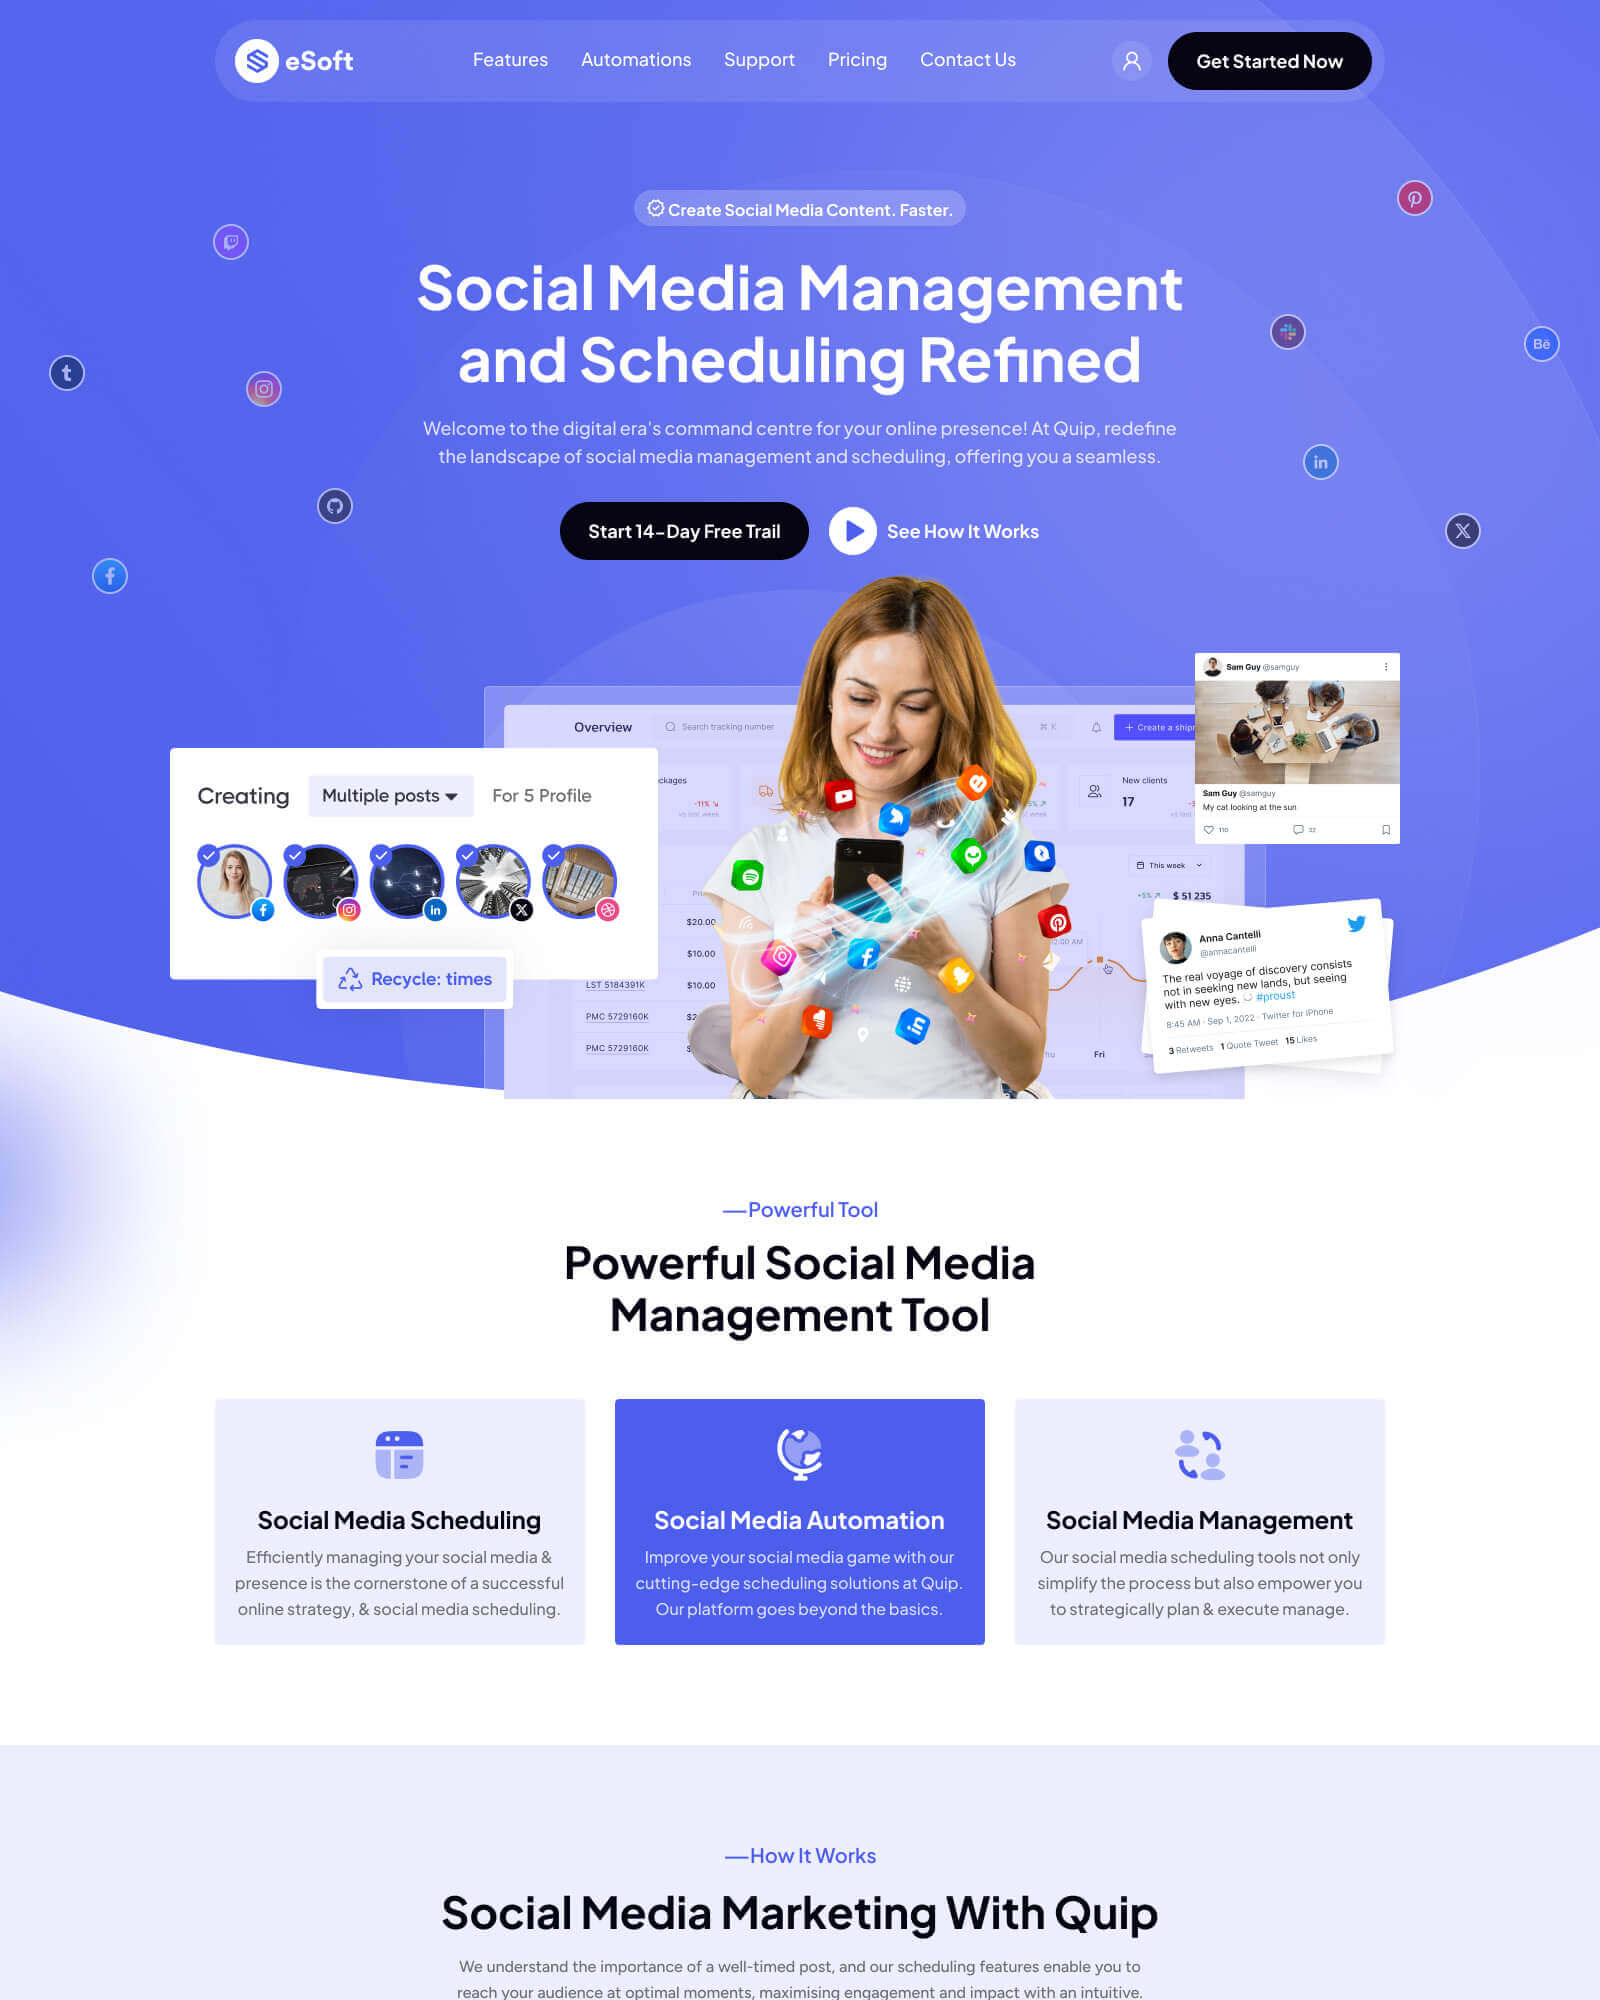 eSoft
Features
Automations
Support
Pricing
Contact Us
Get Started Now
Create Social Media Content. Faster.
Social Media Management
and Scheduling Refined
Welcome to the digital era's command centre for your online presence! At Quip, redefine
the landscape of social media management and scheduling, offering you a seamless.
Start 14-Day Free Trail
See How It Works
Overview
Search tracking number
⌘ K
+ Create a
Sam Guy @samguy
Sam Guy @samguy
My cat looking at the sun
110
32
Creating
Multiple posts
For 5 Profile
Recycle: times
-11%
vs last week
New clients
17
vs last
This week
+5%
$ 51 235
$20.00
$10.00
LST 5184391K
$10.00
PMC 5729160K
PMC 5729160K
12:00 AM
Fri
Anna Cantelli
@annacantelli
The real voyage of discovery consists
not in seeking new lands, but seeing
with new eyes. #proust
8:45 AM · Sep 1, 2022 · Twitter for iPhone
3 Retweets 1 Quote Tweet 15 Likes
—Powerful Tool
Powerful Social Media
Management Tool
Social Media Scheduling
Efficiently managing your social media &
presence is the cornerstone of a successful
online strategy, & social media scheduling.
Social Media Automation
Improve your social media game with our
cutting-edge scheduling solutions at Quip.
Our platform goes beyond the basics.
Social Media Management
Our social media scheduling tools not only
simplify the process but also empower you
to strategically plan & execute manage.
—How It Works
Social Media Marketing With Quip
We understand the importance of a well-timed post, and our scheduling features enable you to
reach your audience at optimal moments, maximising engagement and impact with an intuitive.